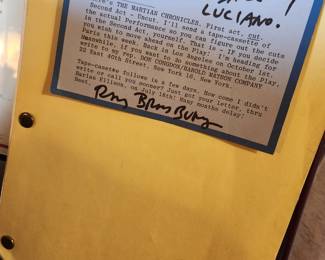 LUCIANO!
's THE MARTIAN CHRONICLES. First act, cut.
Second Act - Uncut. I'll send a tape-cassette of
the actual Performance so you can figure out the cuts
in the Second Act, yourself. That is if you decide
you wish to move ahead on the Play!. I'm heading for
Paris this week. Back in Los Angeles on October 1st.
Meanwhile, if you want to do something about the Play,
write to my rep. DON CONGDON/HAROLD MATSON COMPANY
22 East 40th Street. New York 10, New York.
Tape-cassette follows in a few days. How come I didn't
write or call you sooner? Just got your letter, thru
Harlan Ellison, on July 18th! Many months delay!
Ray Bradbury